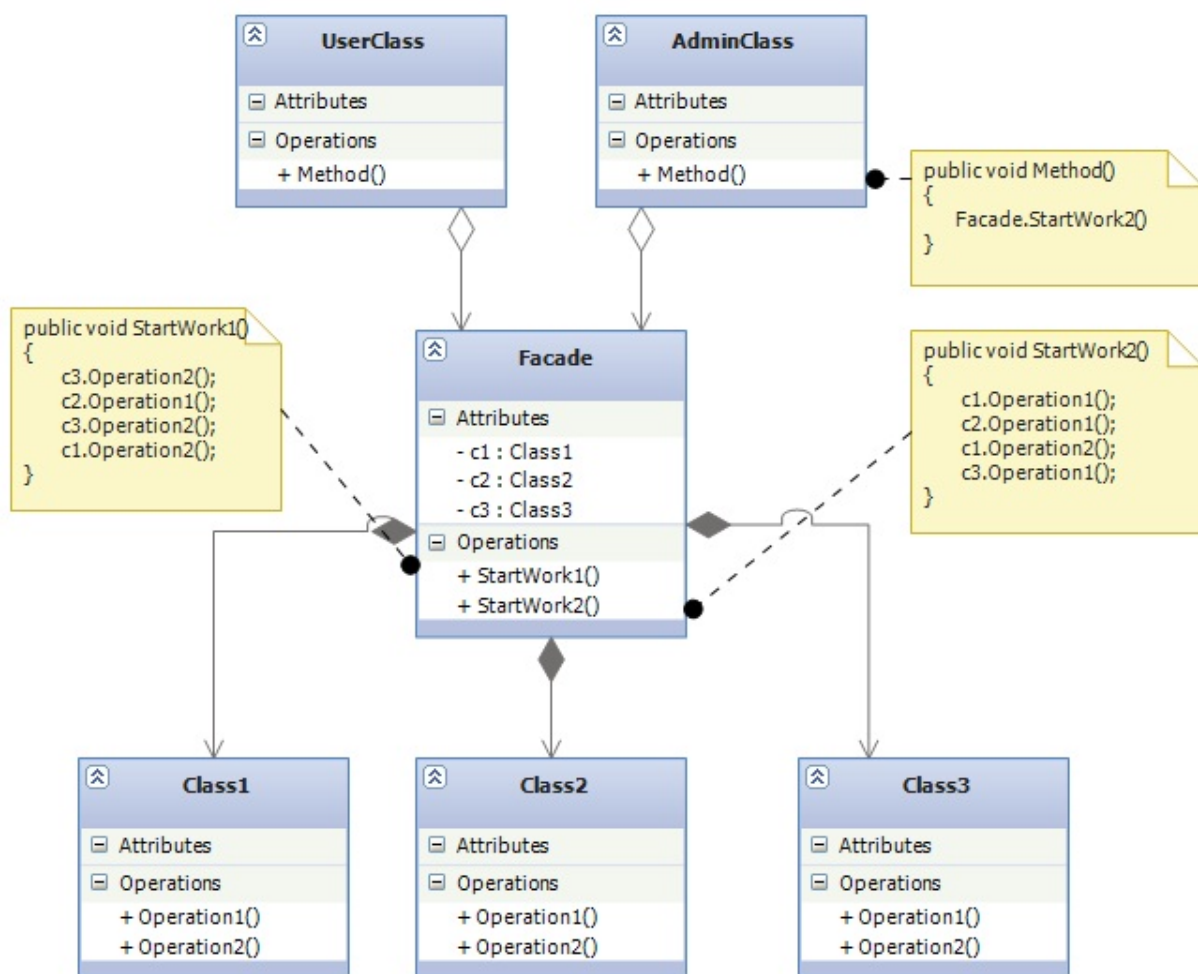 UserClass
Attributes
Operations
+ Method()
AdminClass
Attributes
Operations
+ Method()
public void Method()
{
Facade.StartWork2()
}
public void StartWork1()
{
c3.Operation2();
c2.Operation1();
c3.Operation2();
c1.Operation2();
}
Facade
Attributes
- c1 : Class1
- c2 : Class2
- c3 : Class3
Operations
+ StartWork1()
+ StartWork2()
public void StartWork2()
{
c1.Operation1();
c2.Operation1();
c1.Operation2();
c3.Operation1();
}
Class1
Attributes
Operations
+ Operation1()
+ Operation2()
Class2
Attributes
Operations
+ Operation1()
+ Operation2()
Class3
Attributes
Operations
+ Operation1()
+ Operation2()